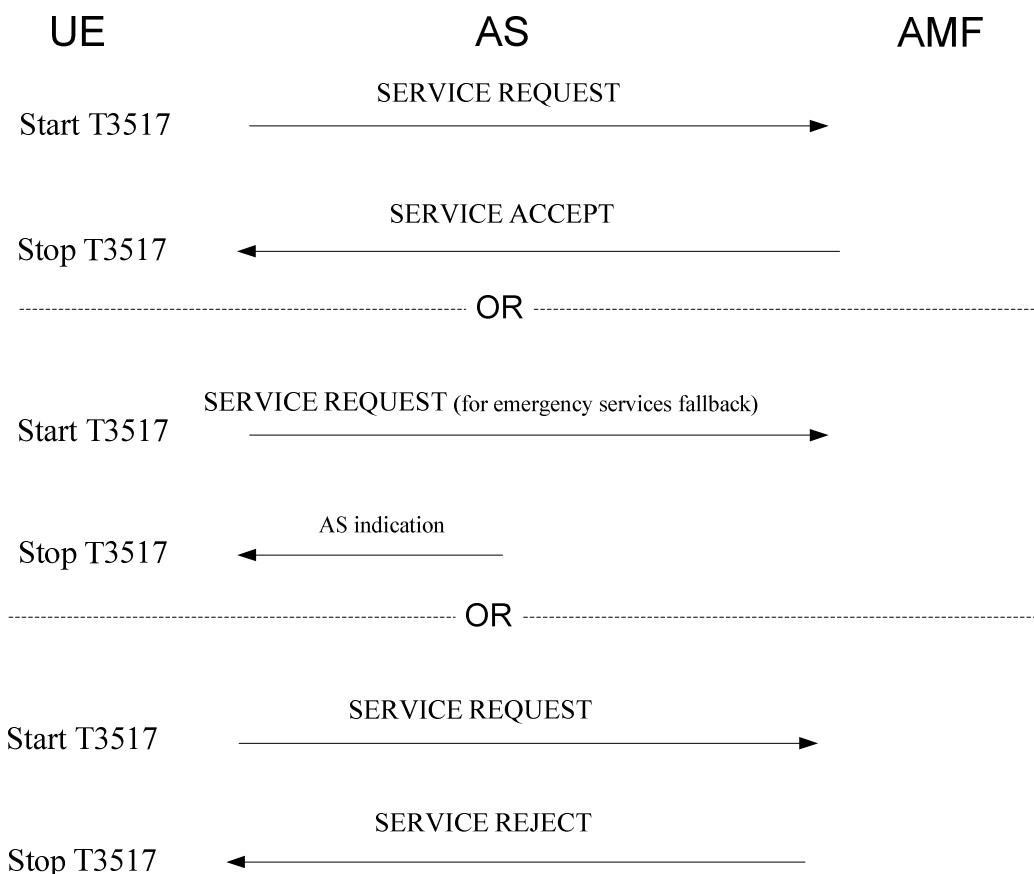 UE AS AMF
SERVICE REQUEST
Start T3517
SERVICE ACCEPT
Stop T3517
OR
SERVICE REQUEST (for emergency services fallback)
Start T3517
AS indication
Stop T3517
OR
SERVICE REQUEST
Start T3517
SERVICE REJECT
Stop T3517